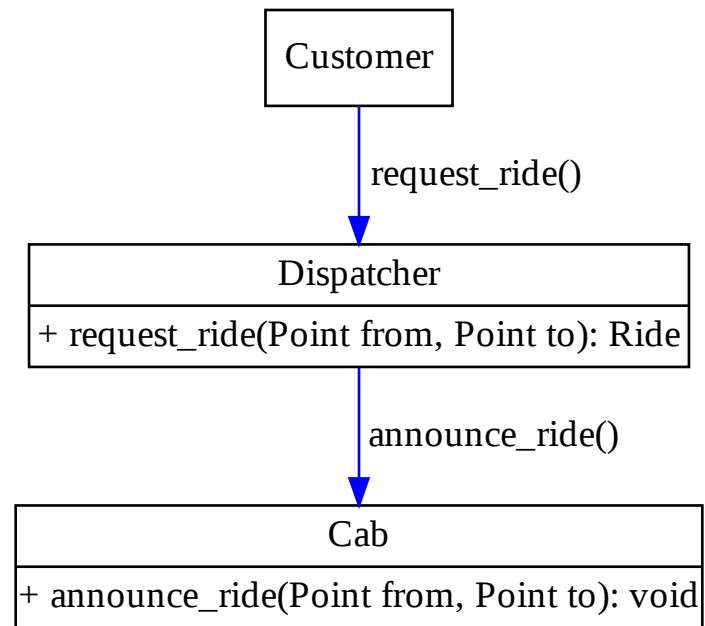 Customer
request_ride()
Dispatcher
+ request_ride(Point from, Point to): Ride
announce_ride()
Cab
+ announce_ride(Point from, Point to): void